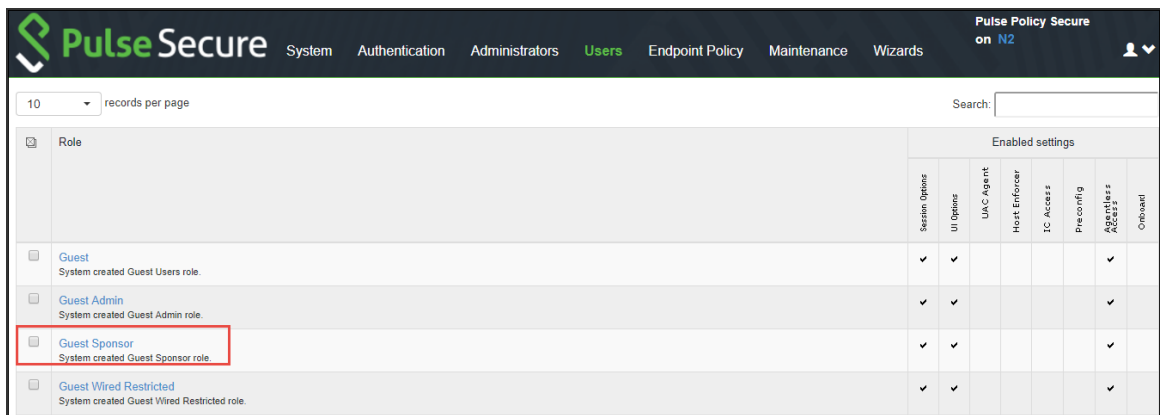 Pulse Secure
System Authentication Administrators Users Endpoint Policy Maintenance Wizards
Pulse Policy Secure
on N2
10 records per page
Search:
Role
Enabled settings
Session Options
UI Options
UAC Agent
Host Enforcer
IC Access
Preconfig
Agentless
Access
Onboard
Guest
System created Guest Users role.
Guest Admin
System created Guest Admin role.
Guest Sponsor
System created Guest Sponsor role.
Guest Wired Restricted
System created Guest Wired Restricted role.